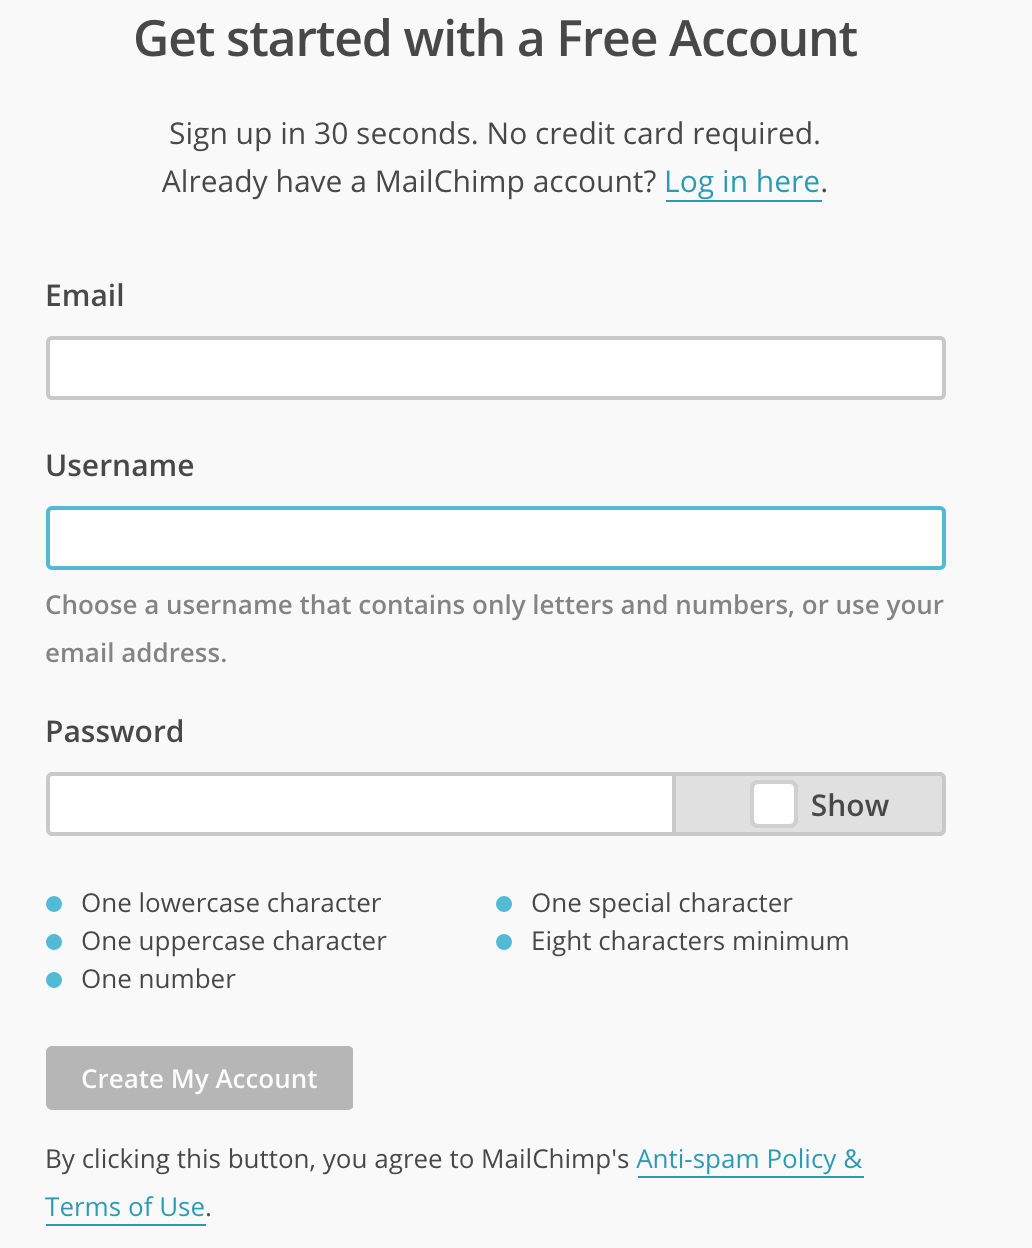 Get started with a Free Account
Sign up in 30 seconds. No credit card required.
Already have a MailChimp account? Log in here.
Email
Username
Choose a username that contains only letters and numbers, or use your
email address.
Password
Show
One lowercase character
One uppercase character
One number
One special character
Eight characters minimum
Create My Account
By clicking this button, you agree to MailChimp's Anti-spam Policy &
Terms of Use.